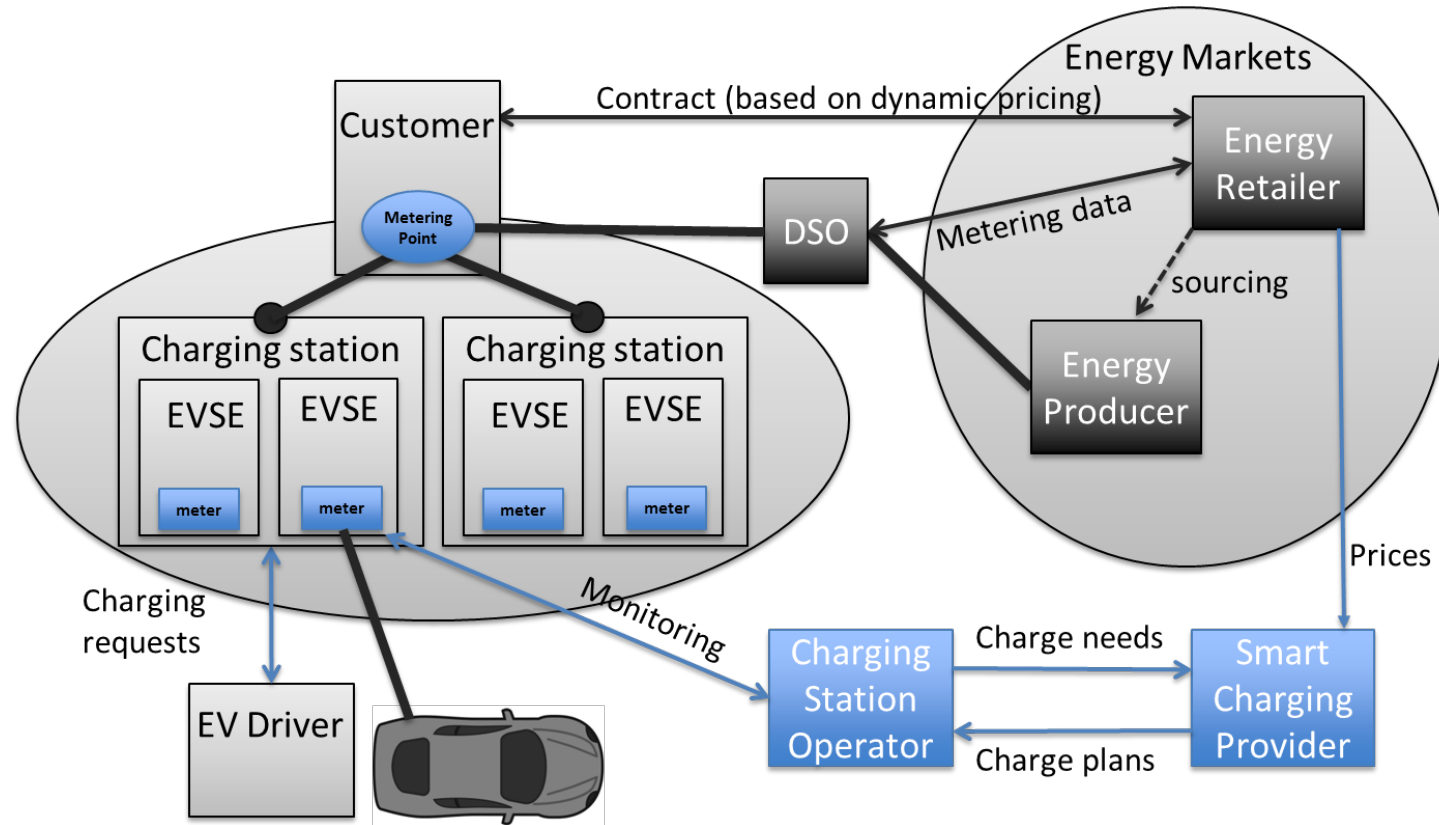 Energy Markets
Contract (based on dynamic pricing)
Customer
Energy
Retailer
Metering
Point
DSO
Metering data
sourcing
Charging station
Charging station
Energy
Producer
EVSE
EVSE
EVSE
EVSE
meter
meter
meter
meter
Prices
Charging
requests
Monitoring
Charge needs
Charging
Station
Operator
Smart
Charging
Provider
EV Driver
Charge plans